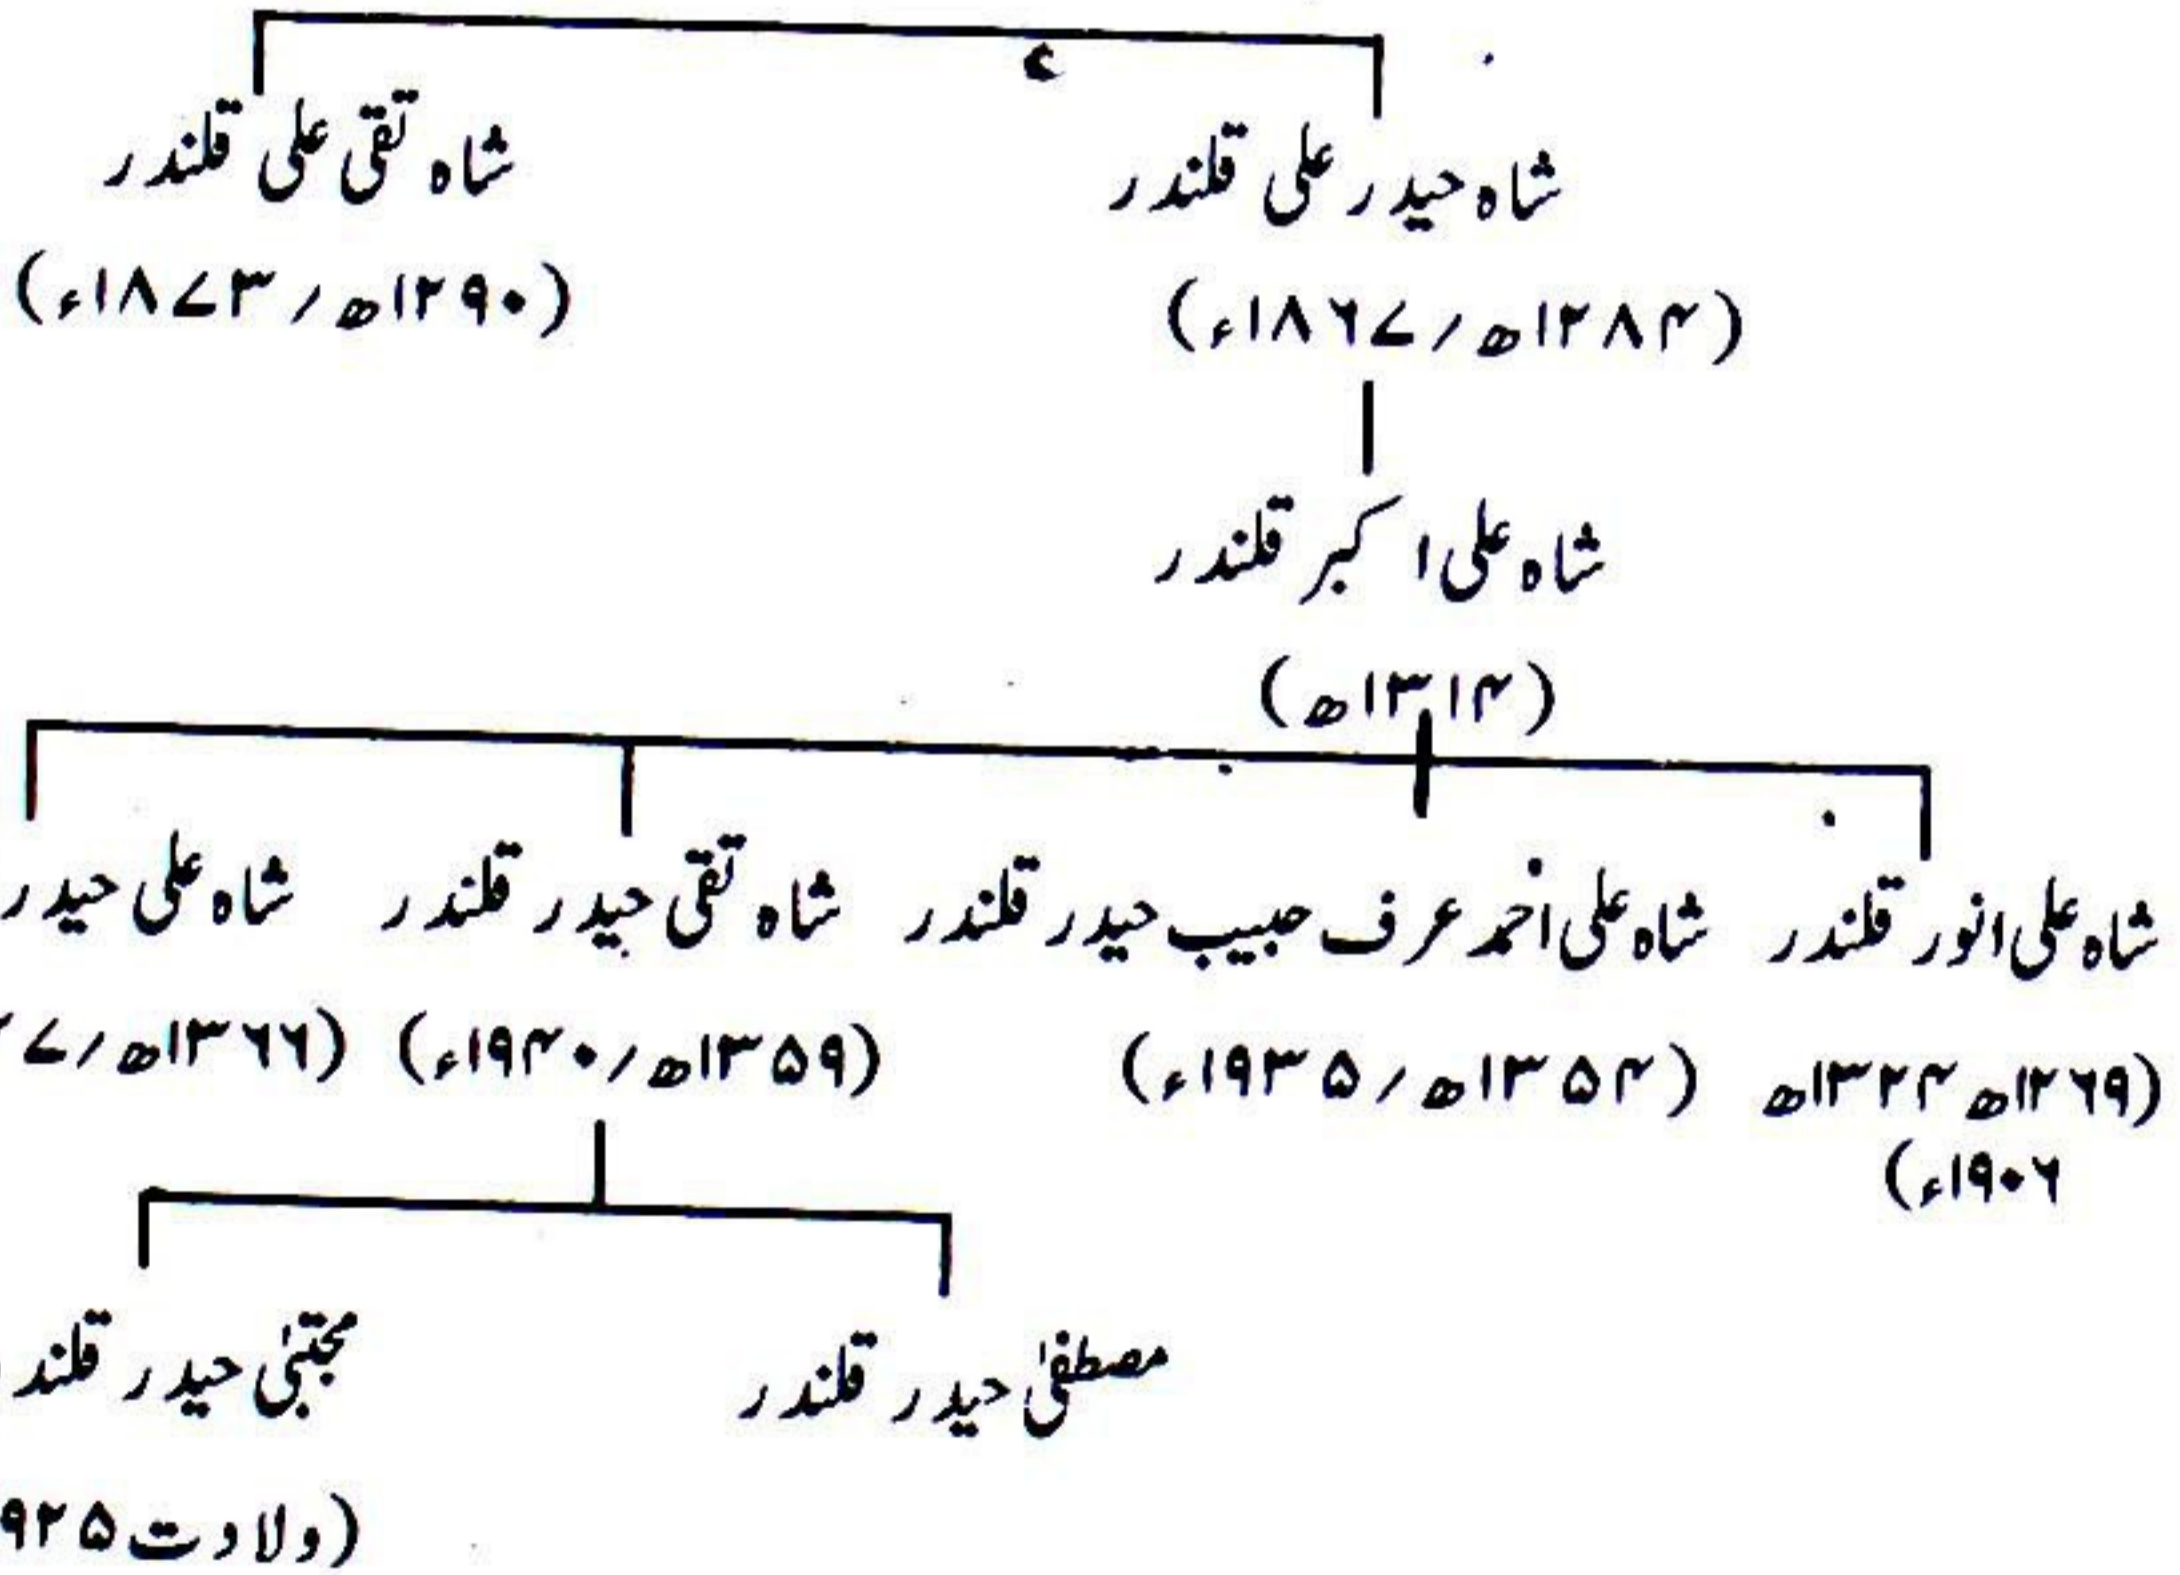 شاہ حیدر علی قلندر    شاہ تقی علی قلندر
(۱۲۸۴ھ/۱۸۶۷ء)    (۱۲۹۰ھ/۱۸۷۳ء)
شاہ علی اکبر قلندر
(۱۳۱۴ھ)
شاہ علی انور قلندر    شاہ علی احمد عرف حبیب حیدر قلندر    شاہ تقی حیدر قلندر    شاہ علی حیدر
(۱۲۶۹ھ ۱۳۲۴ھ    (۱۳۵۴ھ/۱۹۳۵ء)    (۱۳۵۹ھ/۱۹۴۰ء)    (۱۳۶۶ھ/
۱۹۰۶ء)
مصطفیٰ حیدر قلندر    مجتبیٰ حیدر قلند
(ولادت ۹۲۵